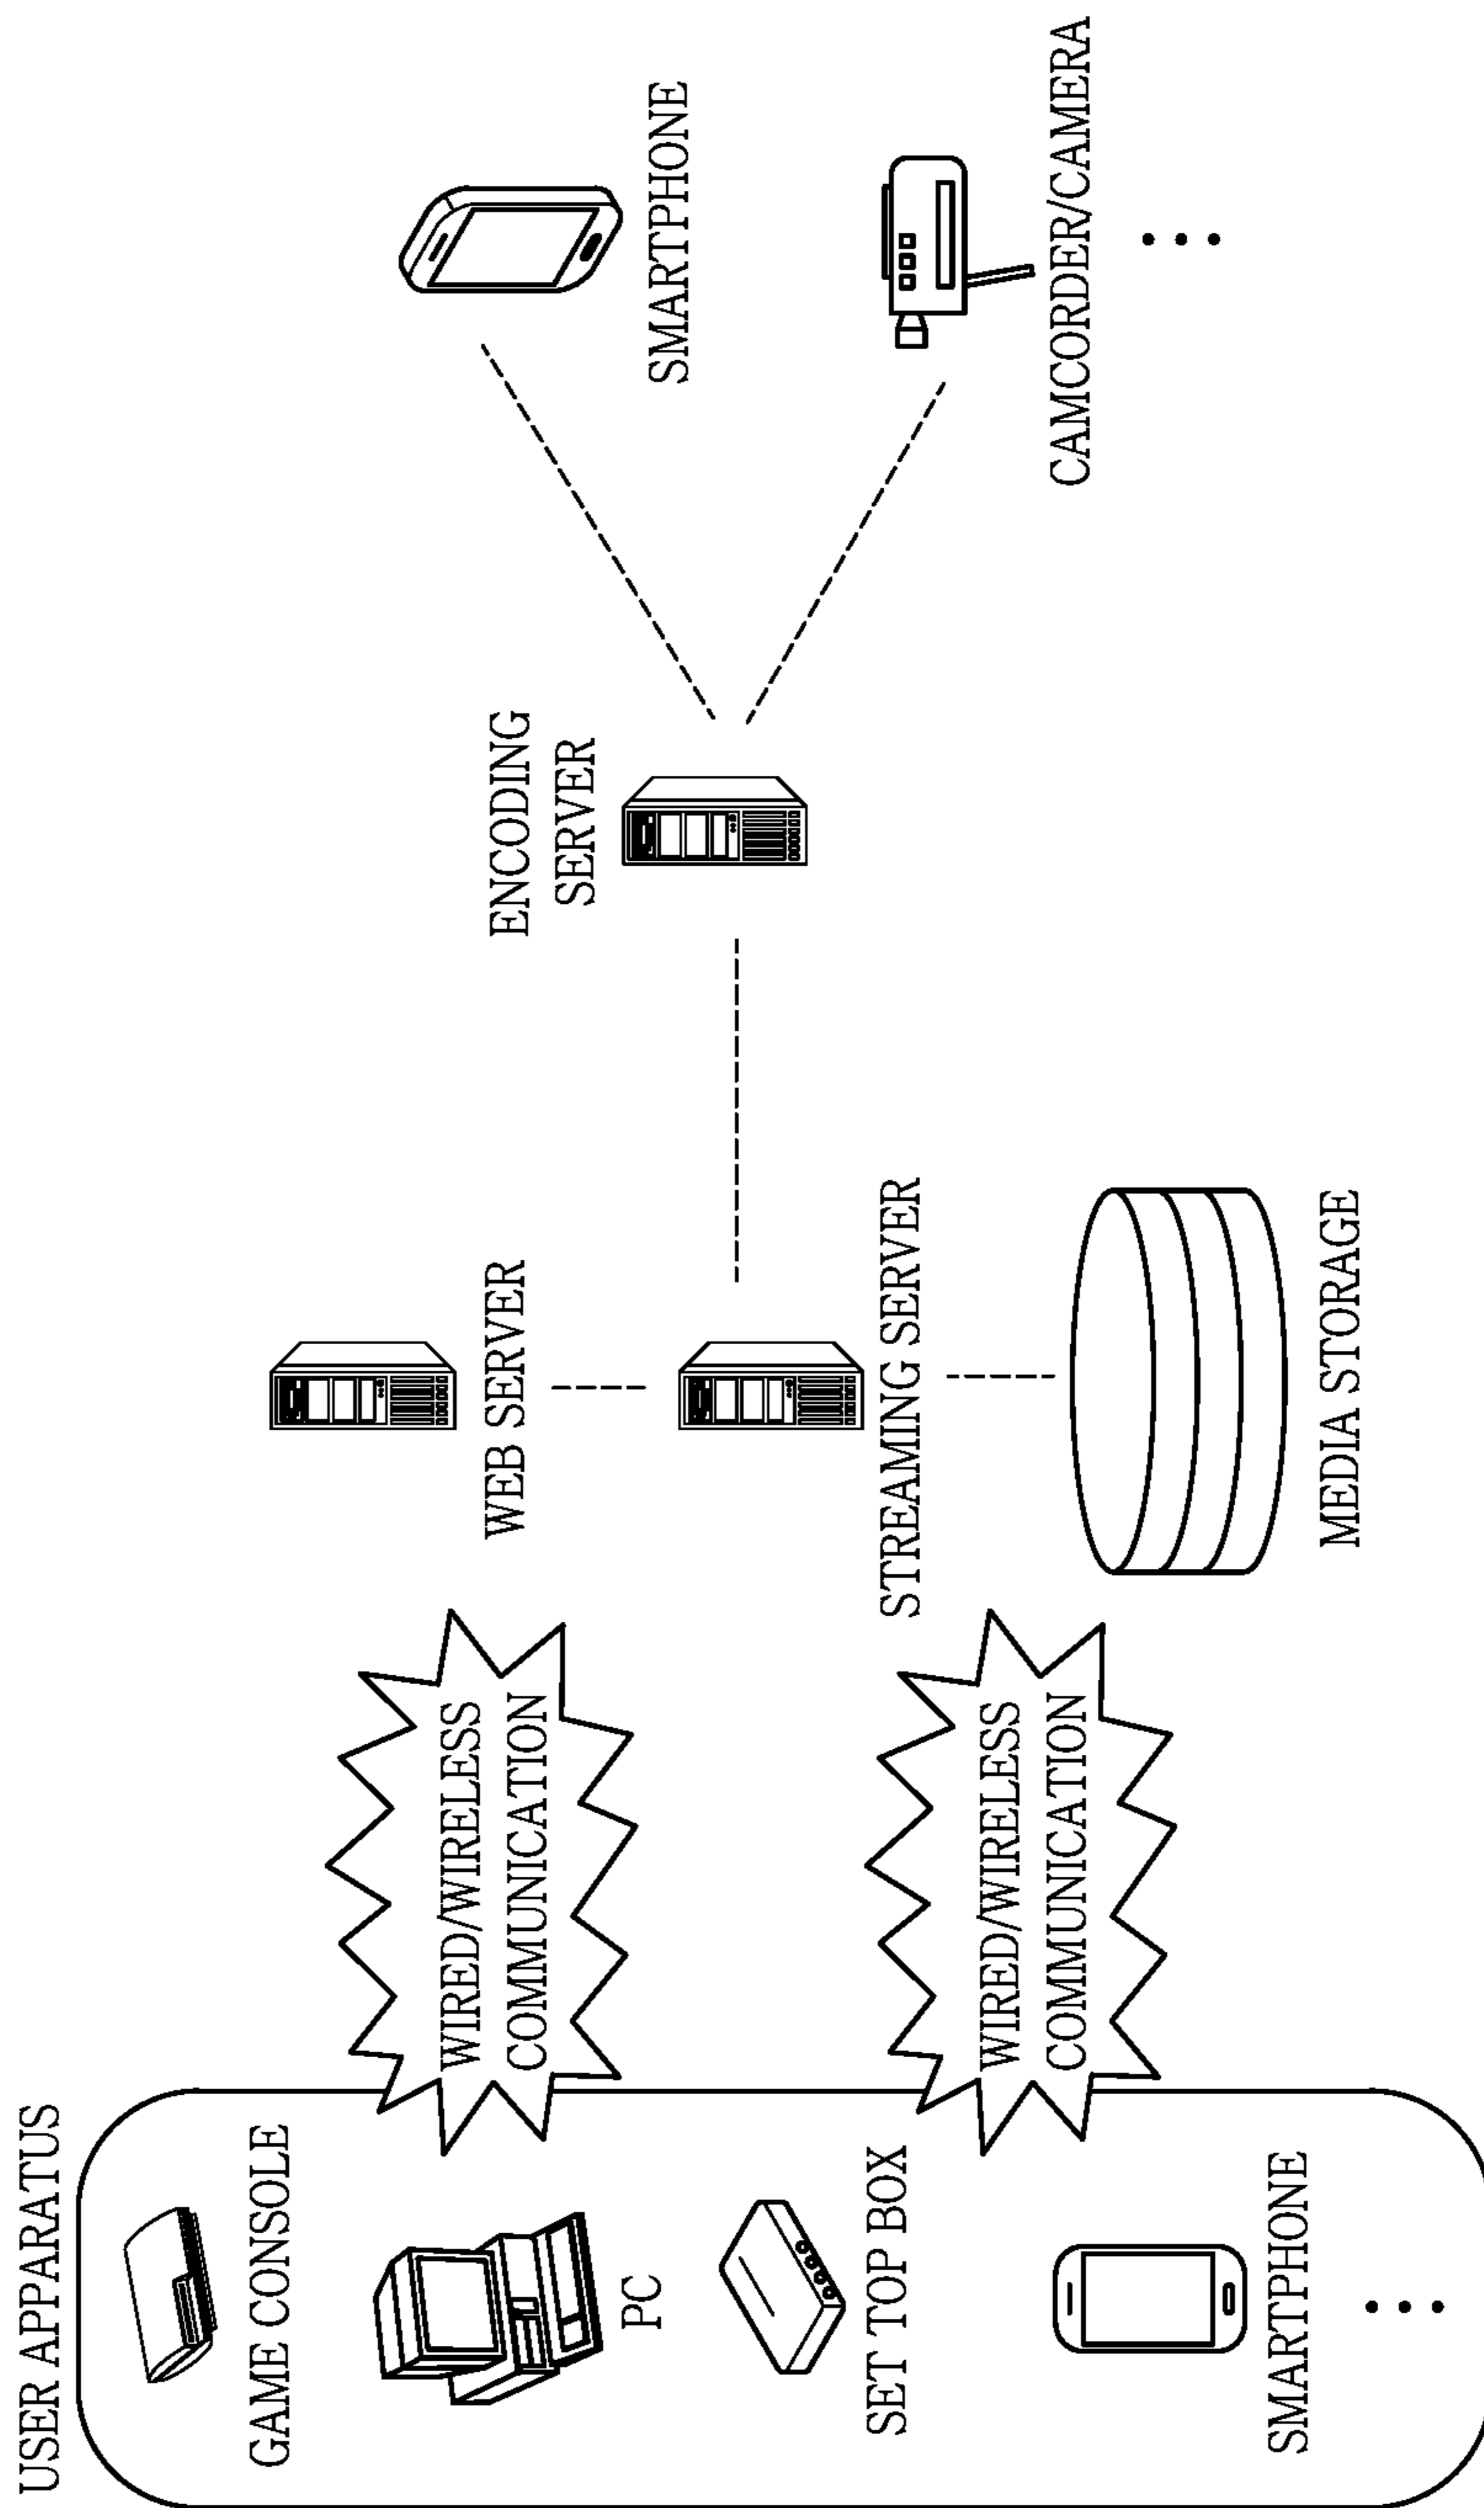 USER APPARATUS
GAME CONSOLE
PC
SET TOP BOX
SMARTPHONE
WIRED/WIRELESS
COMMUNICATION
WIRED/WIRELESS
COMMUNICATION
WEB SERVER
STREAMING SERVER
MEDIA STORAGE
ENCODING
SERVER
SMARTPHONE
CAMCORDER/CAMERA